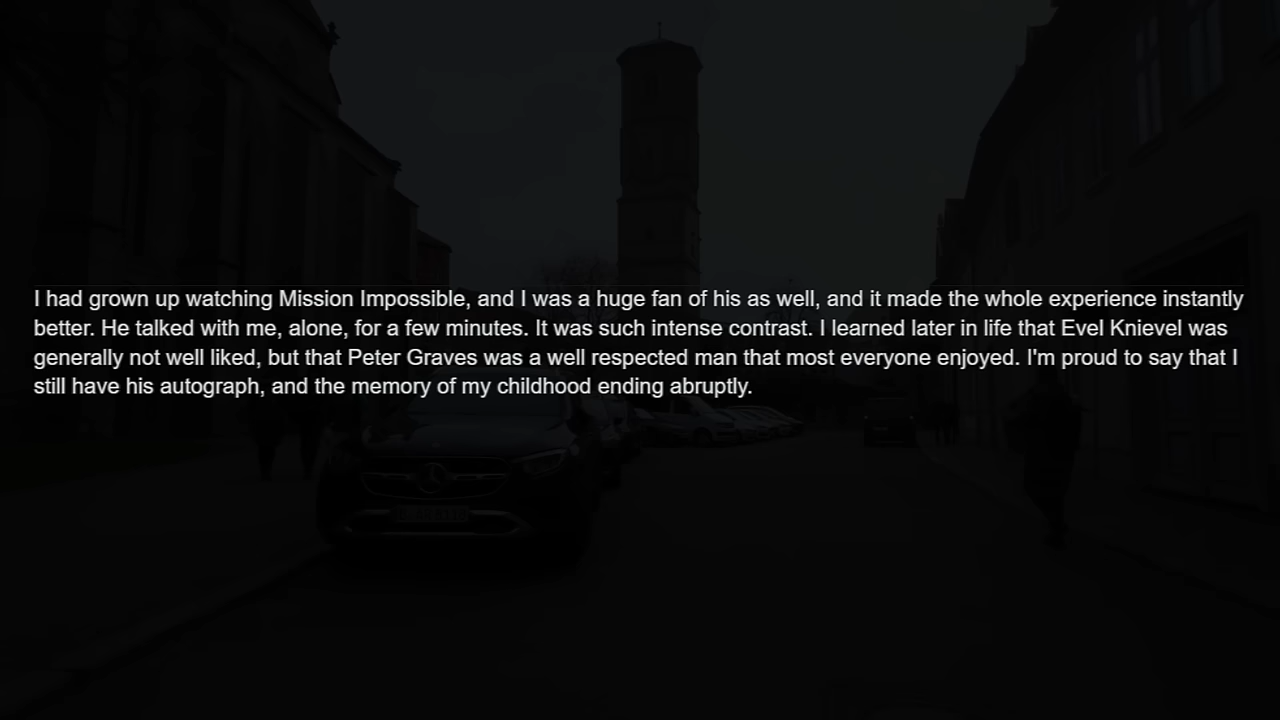 I had grown up watching Mission Impossible, and I was a huge fan of his as well, and it made the whole experience instantly
better. He talked with me, alone, for a few minutes. It was such intense contrast. I learned later in life that Evel Knievel was
generally not well liked, but that Peter Graves was a well respected man that most everyone enjoyed. I'm proud to say that I
still have his autograph, and the memory of my childhood ending abruptly.